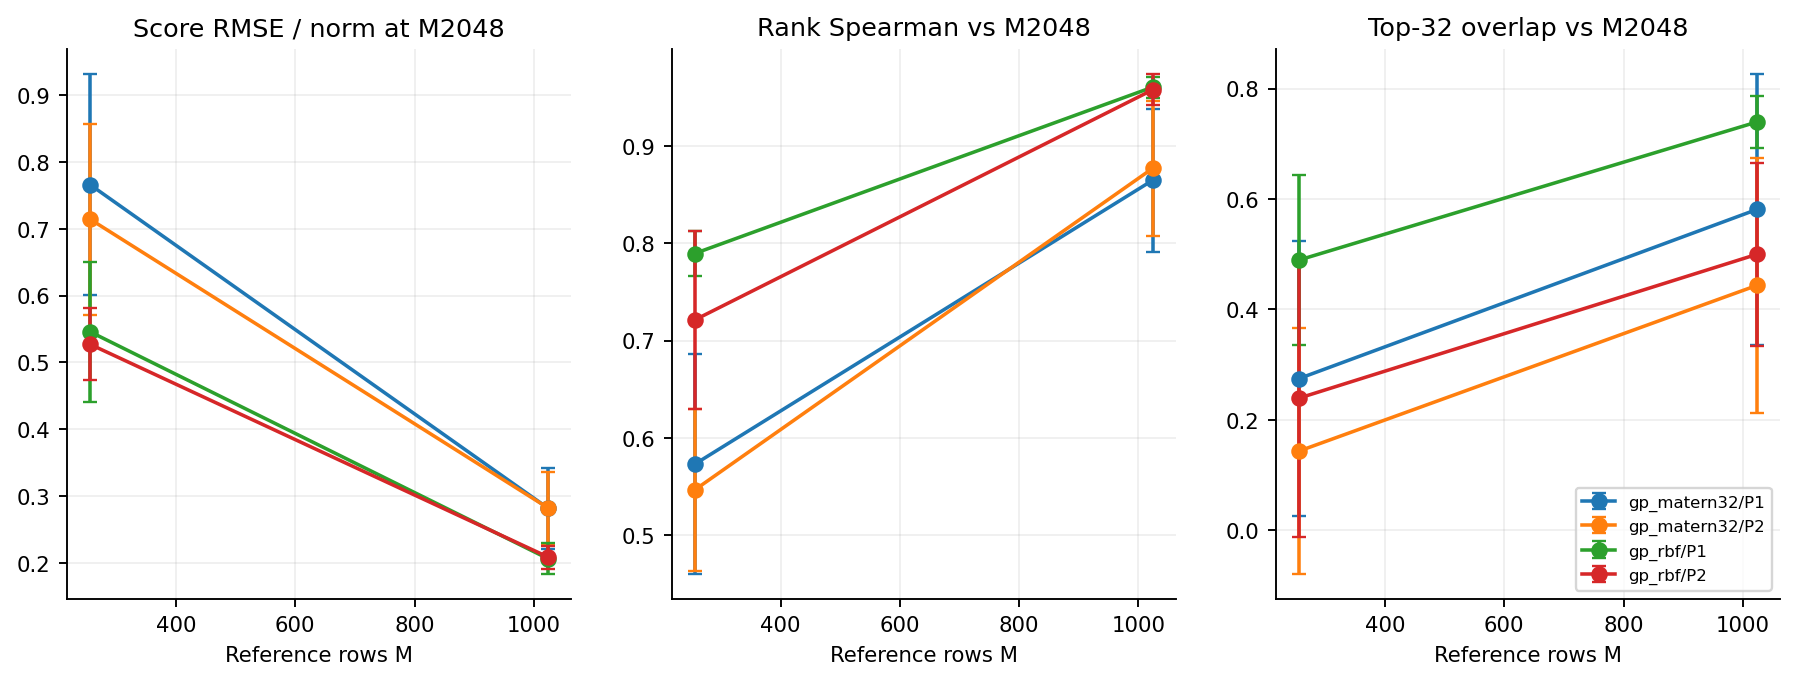 Score RMSE / norm at M2048
0.9
0.8
0.7
0.6
0.5
0.4
0.3
0.2
400 600 800 1000
Reference rows M
Rank Spearman vs M2048
0.9
0.8
0.7
0.6
0.5
400 600 800 1000
Reference rows M
Top-32 overlap vs M2048
0.8
0.6
0.4
0.2
0.0
400 600 800 1000
Reference rows M
gp_matern32/P1
gp_matern32/P2
gp_rbf/P1
gp_rbf/P2